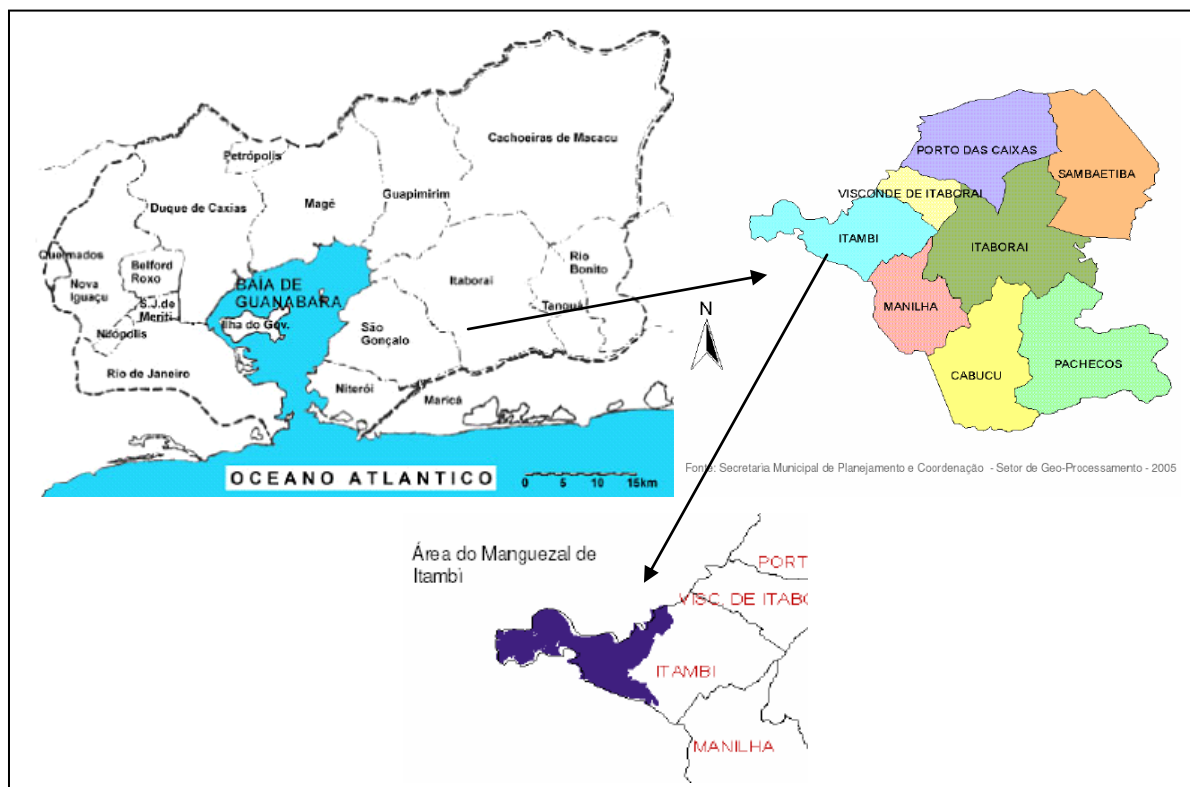 Cachoeiras de Macacu
Petrópolis
Guapimirim
Duque de Caxias
Magé
Queimados
Belford
Roxo
Nova
Iguaçu
S.J.de
Meriti
Nilópolis
BAIA DE
GUANABARA
Ilha do Gov.
Itaborai
Rio
Bonito
Tanguá
São
Gonçalo
Rio de Janeiro
Niterói
Maricá
OCEANO ATLANTICO
0 5 10 15km
N
PORTO DAS CAIXAS
SAMBAETIBA
VISCONDE DE ITABORAI
ITAMBI
ITABORAI
MANILHA
CABUCU
PACHECOS
Fonte: Secretaria Municipal de Planejamento e Coordenação - Setor de Geo-Processamento - 2005
Área do Manguezal de
Itambi
PORT
VISC. DE ITABO
ITAMBI
MANILHA